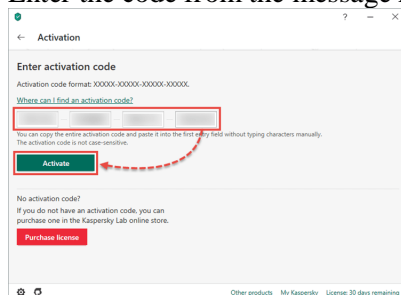 Enter the code from the message
?
Activation
Enter activation code
Activation code format: XXXXX-XXXXX-XXXXX-XXXXX.
Where can I find an activation code?
You can copy the entire activation code and paste it into the first entry field without typing characters manually.
The activation code is not case-sensitive.
Activate
No activation code?
If you do not have an activation code, you can
purchase one in the Kaspersky Lab online store.
Purchase license
Other products My Kaspersky License: 30 days remaining